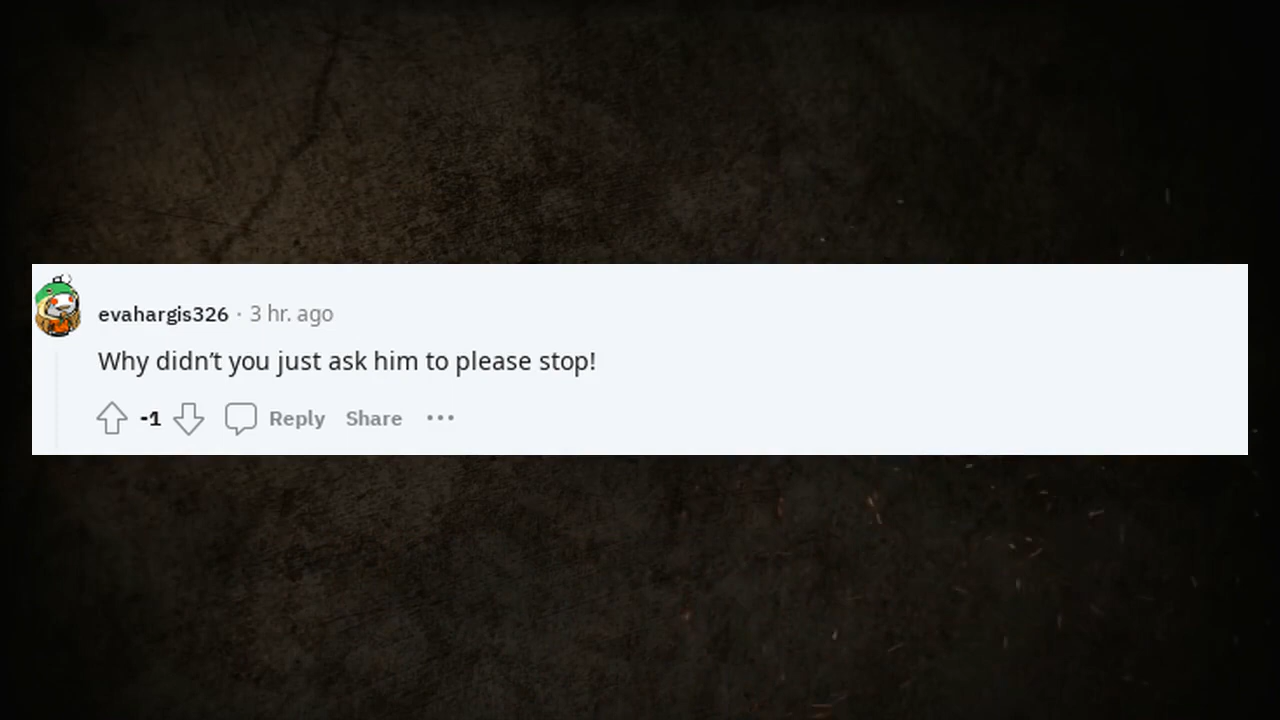 evahargis326 · 3 hr. ago
Why didn't you just ask him to please stop!
-1 Reply Share ···